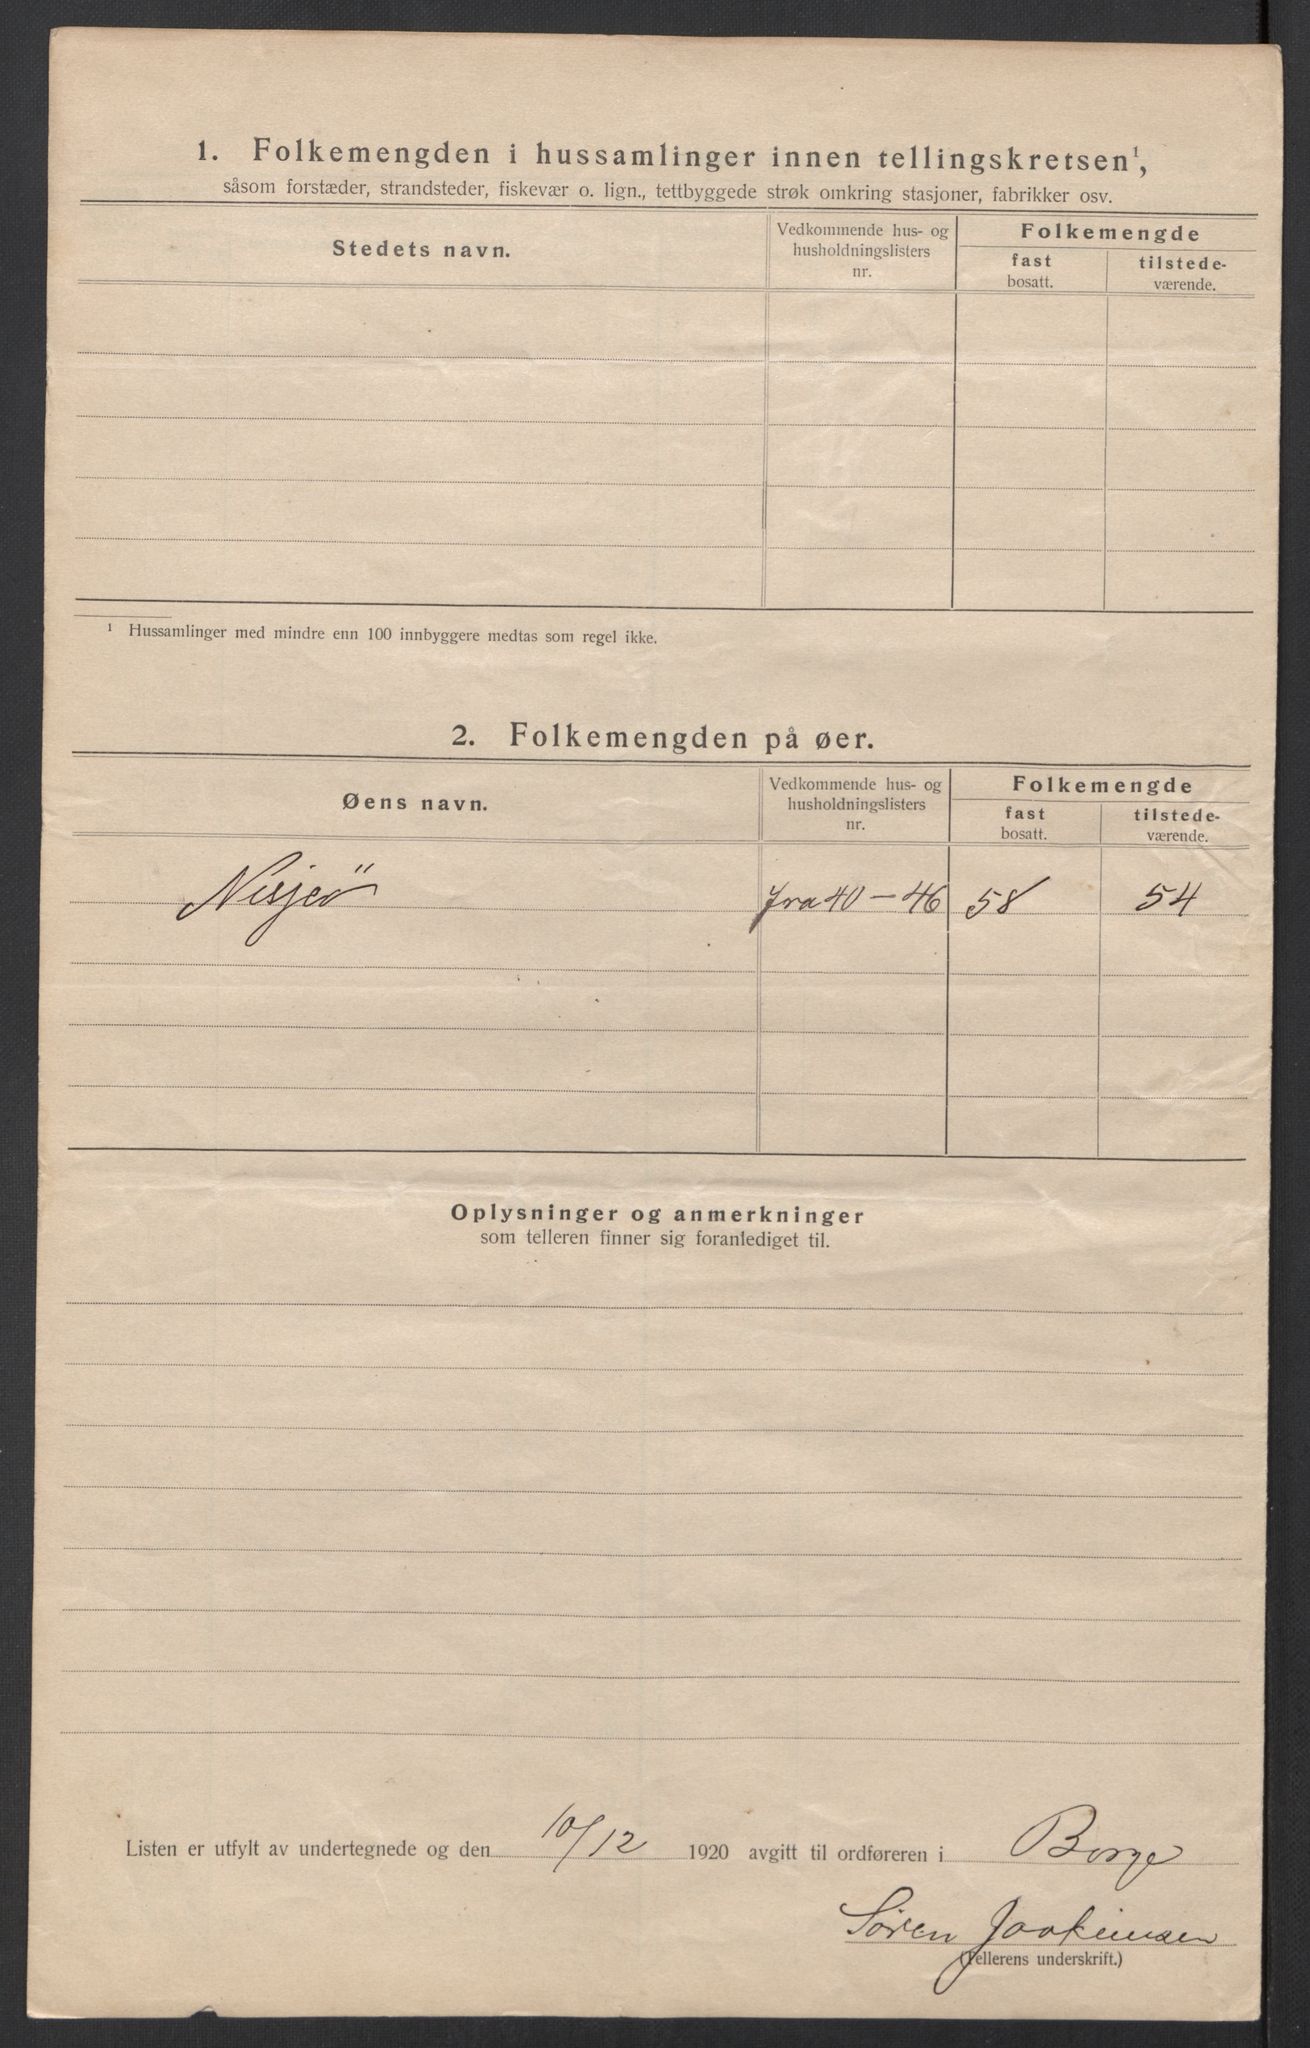 1. Folkemengden i hussamlinger innen tellingskretsen¹,
såsom forstæder, strandsteder, fiskevær o. lign., tettbyggede strøk omkring stasjoner, fabrikker osv.
Stedets navn.
Vedkommende hus- og
husholdningslisters
nr.
Folkemengde
fast
bosatt.
tilstede-
værende.
¹ Hussamlinger med mindre enn 100 innbyggere medtas som regel ikke.
2. Folkemengden på øer.
Øens navn.
Vedkommende hus- og
husholdningslisters
nr.
Folkemengde
fast
bosatt.
tilstede-
værende.
fra 40 – 46 58 54
Oplysninger og anmerkninger
som telleren finner sig foranlediget til.
Listen er utfylt av undertegnede og den 10/12 1920 avgitt til ordføreren i Borge
Søren Joakimsen
(Tellerens underskrift.)